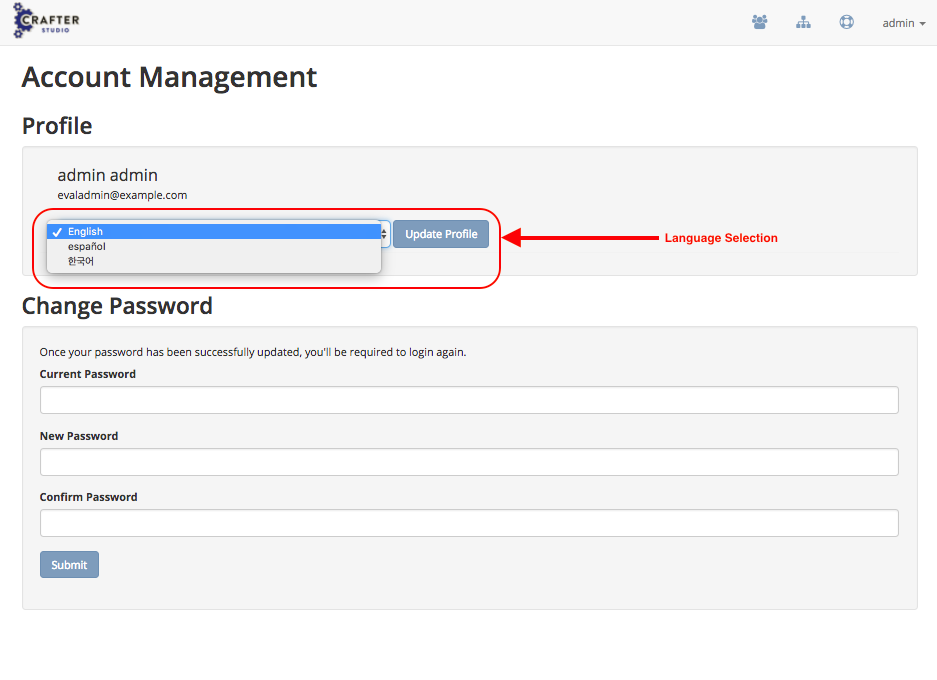 CRAFTER
STUDIO
admin
Account Management
Profile
admin admin
evaladmin@example.com
English
español
한국어
Update Profile
Language Selection
Change Password
Once your password has been successfully updated, you'll be required to login again.
Current Password
New Password
Confirm Password
Submit